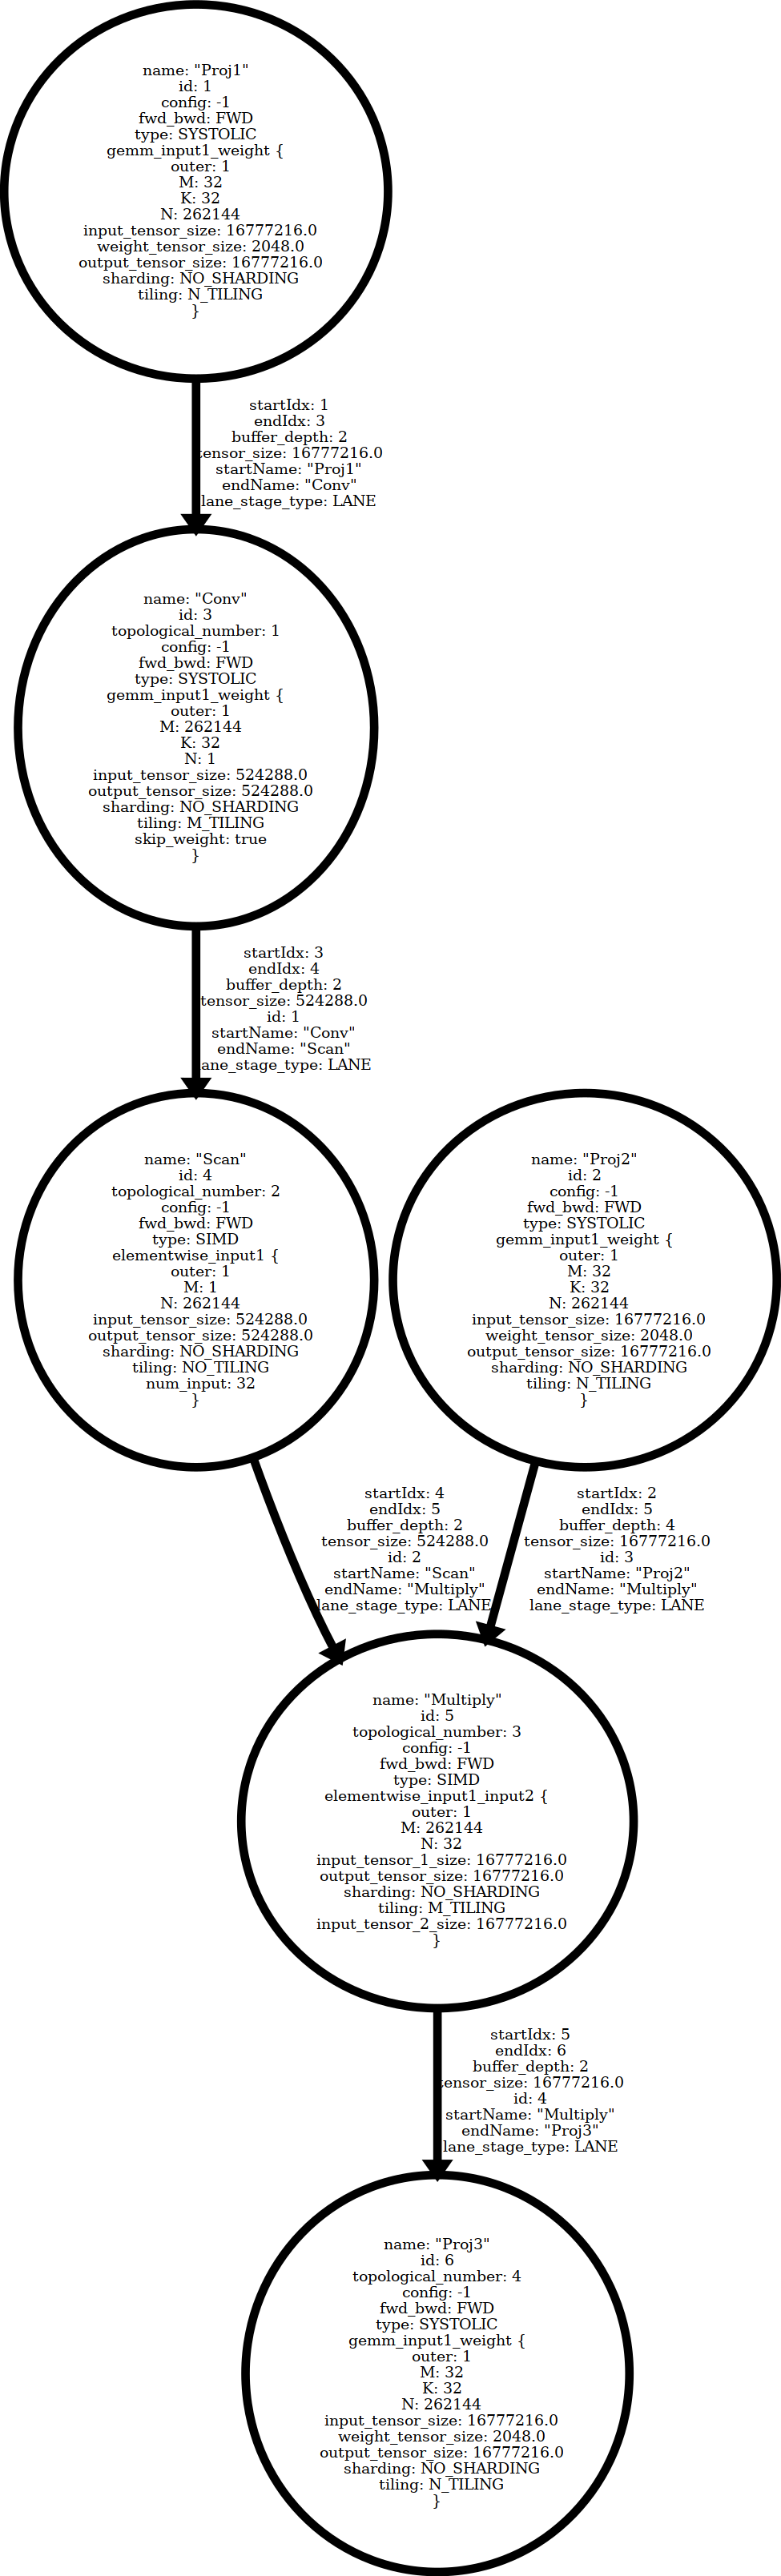 name: "Proj1"
id: 1
config: -1
fwd_bwd: FWD
type: SYSTOLIC
gemm_input1_weight {
outer: 1
M: 32
K: 32
N: 262144
input_tensor_size: 16777216.0
weight_tensor_size: 2048.0
output_tensor_size: 16777216.0
sharding: NO_SHARDING
tiling: N_TILING
}
startIdx: 1
endIdx: 3
buffer_depth: 2
tensor_size: 16777216.0
startName: "Proj1"
endName: "Conv"
lane_stage_type: LANE
name: "Conv"
id: 3
topological_number: 1
config: -1
fwd_bwd: FWD
type: SYSTOLIC
gemm_input1_weight {
outer: 1
M: 262144
K: 32
N: 1
input_tensor_size: 524288.0
output_tensor_size: 524288.0
sharding: NO_SHARDING
tiling: M_TILING
skip_weight: true
}
startIdx: 3
endIdx: 4
buffer_depth: 2
tensor_size: 524288.0
id: 1
startName: "Conv"
endName: "Scan"
lane_stage_type: LANE
name: "Scan"
id: 4
topological_number: 2
config: -1
fwd_bwd: FWD
type: SIMD
elementwise_input1 {
outer: 1
M: 1
N: 262144
input_tensor_size: 524288.0
output_tensor_size: 524288.0
sharding: NO_SHARDING
tiling: NO_TILING
num_input: 32
}
name: "Proj2"
id: 2
config: -1
fwd_bwd: FWD
type: SYSTOLIC
gemm_input1_weight {
outer: 1
M: 32
K: 32
N: 262144
input_tensor_size: 16777216.0
weight_tensor_size: 2048.0
output_tensor_size: 16777216.0
sharding: NO_SHARDING
tiling: N_TILING
}
startIdx: 4
endIdx: 5
buffer_depth: 2
tensor_size: 524288.0
id: 2
startName: "Scan"
endName: "Multiply"
lane_stage_type: LANE
startIdx: 2
endIdx: 5
buffer_depth: 4
tensor_size: 16777216.0
id: 3
startName: "Proj2"
endName: "Multiply"
lane_stage_type: LANE
name: "Multiply"
id: 5
topological_number: 3
config: -1
fwd_bwd: FWD
type: SIMD
elementwise_input1_input2 {
outer: 1
M: 262144
N: 32
input_tensor_1_size: 16777216.0
output_tensor_size: 16777216.0
sharding: NO_SHARDING
tiling: M_TILING
input_tensor_2_size: 16777216.0
}
startIdx: 5
endIdx: 6
buffer_depth: 2
tensor_size: 16777216.0
id: 4
startName: "Multiply"
endName: "Proj3"
lane_stage_type: LANE
name: "Proj3"
id: 6
topological_number: 4
config: -1
fwd_bwd: FWD
type: SYSTOLIC
gemm_input1_weight {
outer: 1
M: 32
K: 32
N: 262144
input_tensor_size: 16777216.0
weight_tensor_size: 2048.0
output_tensor_size: 16777216.0
sharding: NO_SHARDING
tiling: N_TILING
}